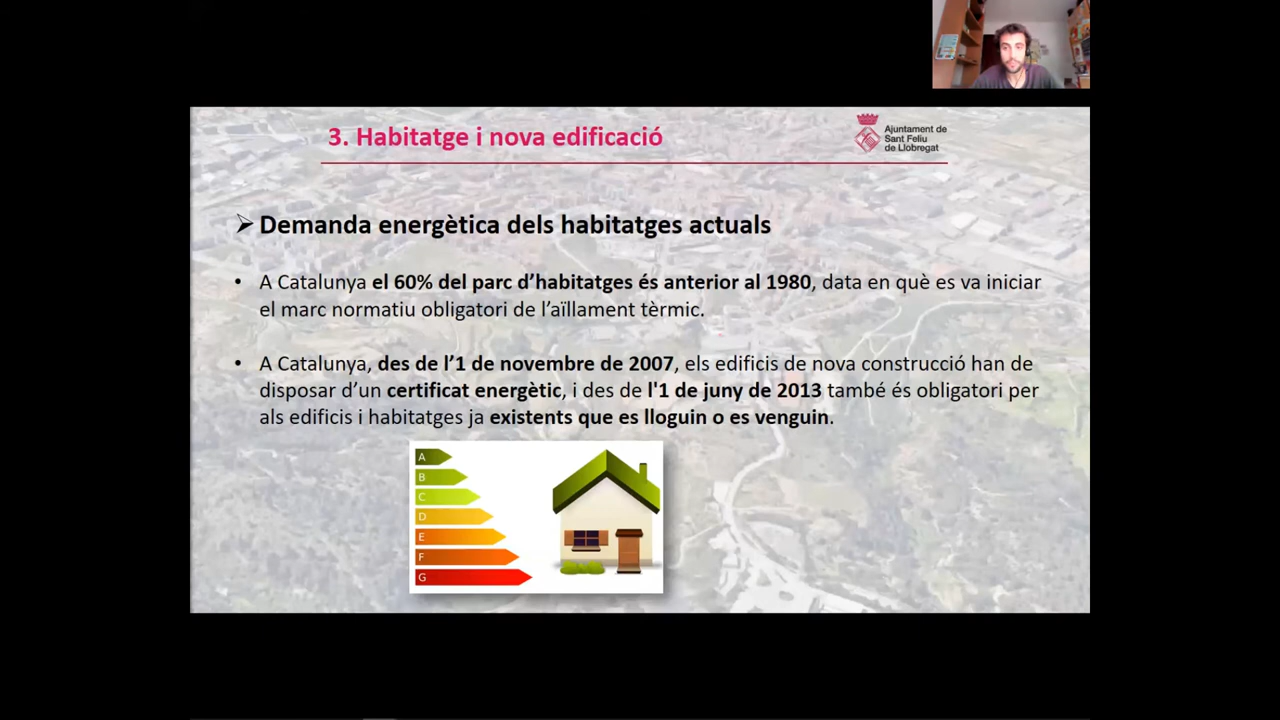 3. Habitatge i nova edificació
Ajuntament de
Sant Feliu
de Llobregat
Demanda energètica dels habitatges actuals
• A Catalunya el 60% del parc d’habitatges és anterior al 1980, data en què es va iniciar
el marc normatiu obligatori de l’aïllament tèrmic.
• A Catalunya, des de l’1 de novembre de 2007, els edificis de nova construcció han de
disposar d’un certificat energètic, i des de l'1 de juny de 2013 també és obligatori per
als edificis i habitatges ja existents que es lloguin o es venguin.
A
B
C
D
E
F
G